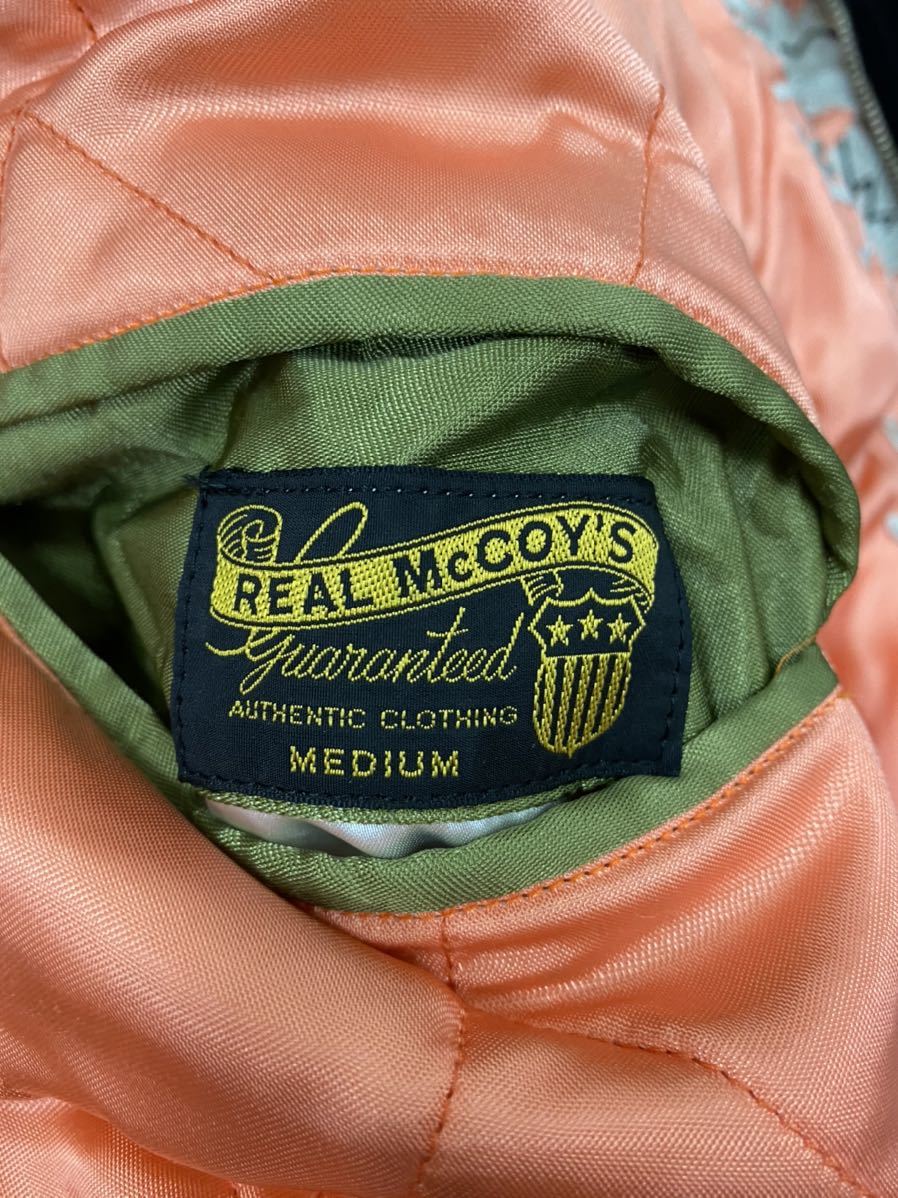 REAL McCOY'S
Guaranteed
AUTHENTIC CLOTHING
MEDIUM